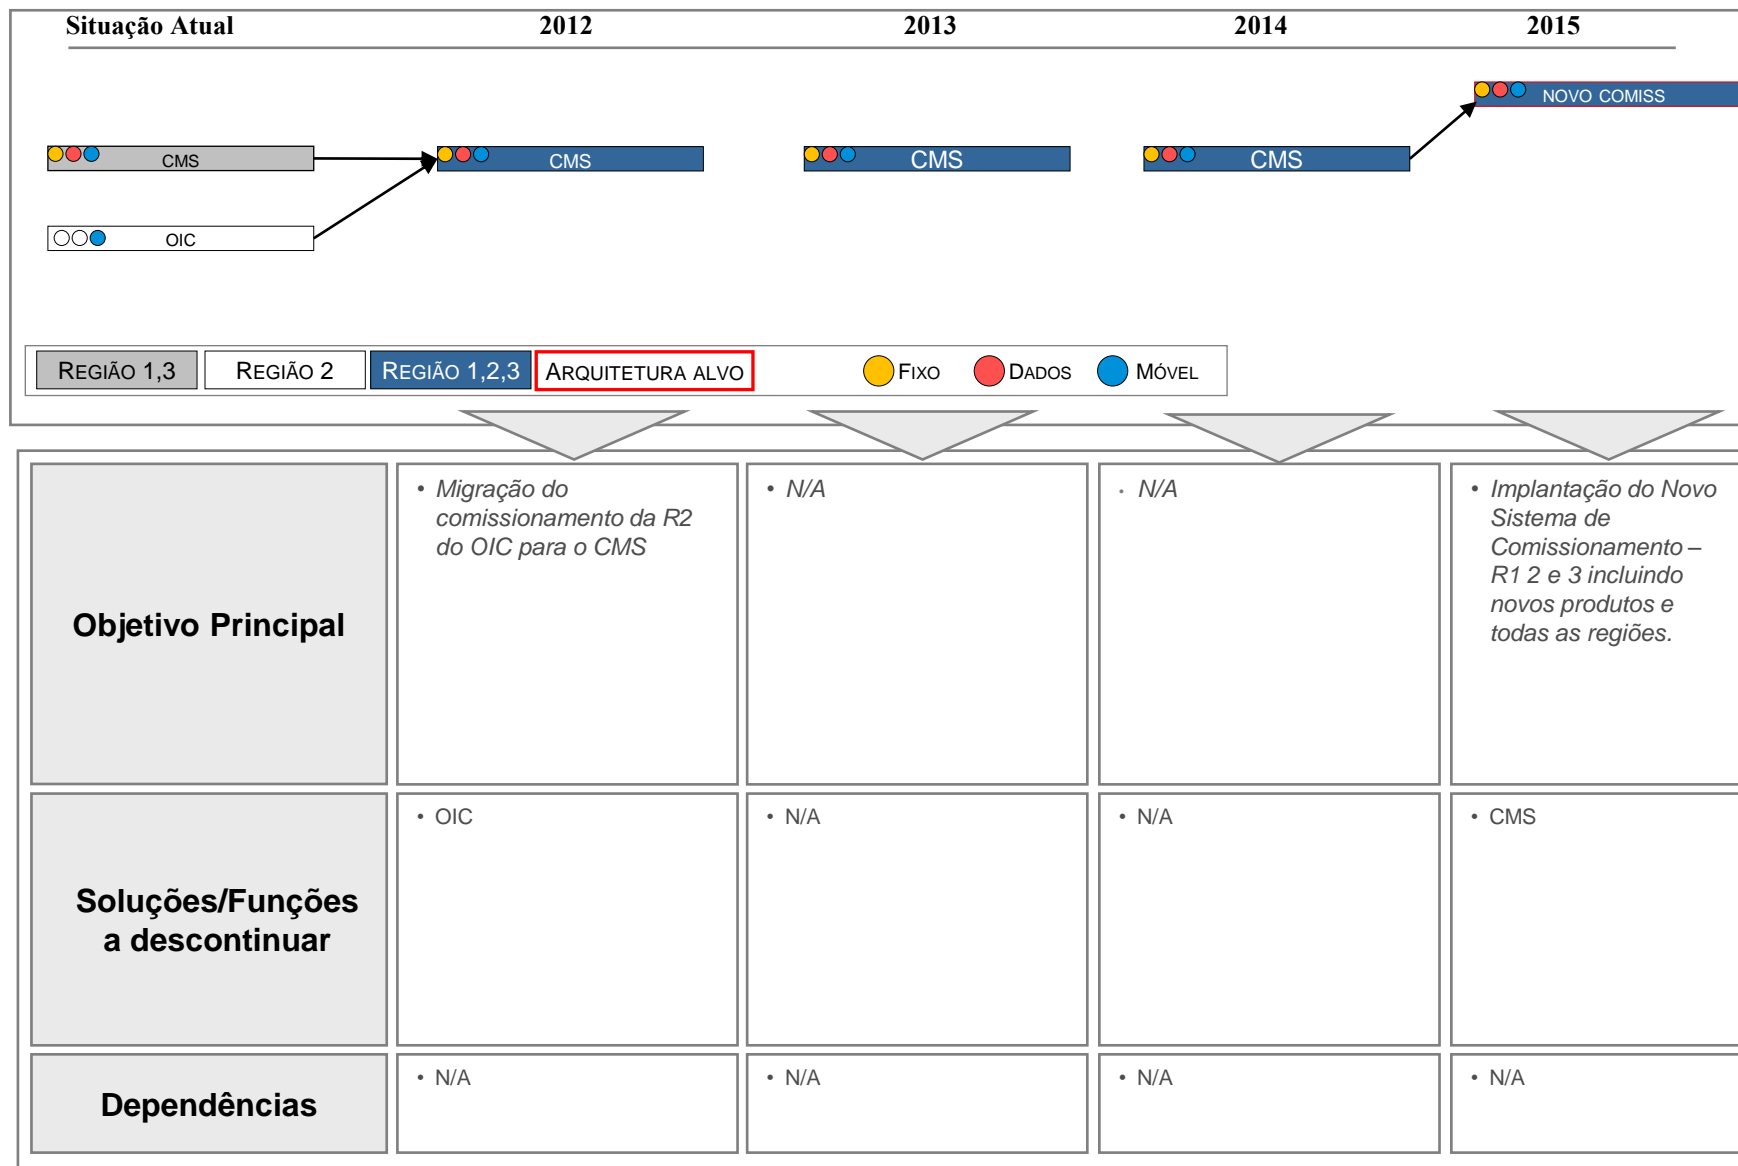 Situação Atual 2012 2013 2014 2015
NOVO COMISS
CMS CMS CMS CMS
OIC
REGIÃO 1,3 REGIÃO 2 REGIÃO 1,2,3 ARQUITETURA ALVO FIXO DADOS MÓVEL
Objetivo Principal
• Migração do
comissionamento da R2
do OIC para o CMS
• N/A
• N/A
• Implantação do Novo
Sistema de
Comissionamento –
R1 2 e 3 incluindo
novos produtos e
todas as regiões.
Soluções/Funções
a descontinuar
• OIC
• N/A
• N/A
• CMS
Dependências
• N/A
• N/A
• N/A
• N/A